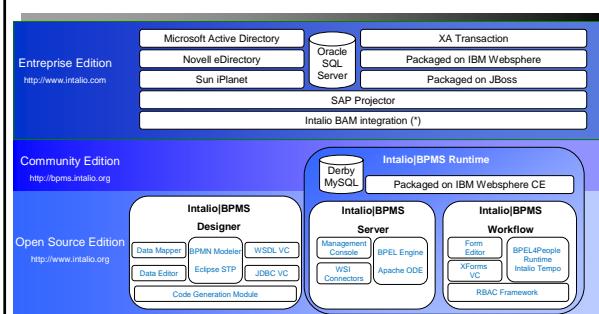 Microsoft Active Directory
Oracle
SQL
Server
XA Transaction
Entreprise Edition
Novell eDirectory
Packaged on IBM Websphere
http://www.intalio.com
Sun iPlanet
Packaged on JBoss
SAP Projector
Intalio BAM integration (*)
Community Edition
http://bpms.intalio.org
Intalio|BPMS Runtime
Derby
MySQL
Packaged on IBM Websphere CE
Open Source Edition
http://www.intalio.org
Intalio|BPMS
Designer
Data Mapper
BPMN Modeler
Eclipse STP
WSDL VC
Data Editor
JDBC VC
Code Generation Module
Intalio|BPMS
Server
Management
Console
WSI
Connectors
BPEL Engine
Apache ODE
Intalio|BPMS
Workflow
Form
Editor
XForms
VC
BPEL4People
Runtime
Intalio Tempo
RBAC Framework